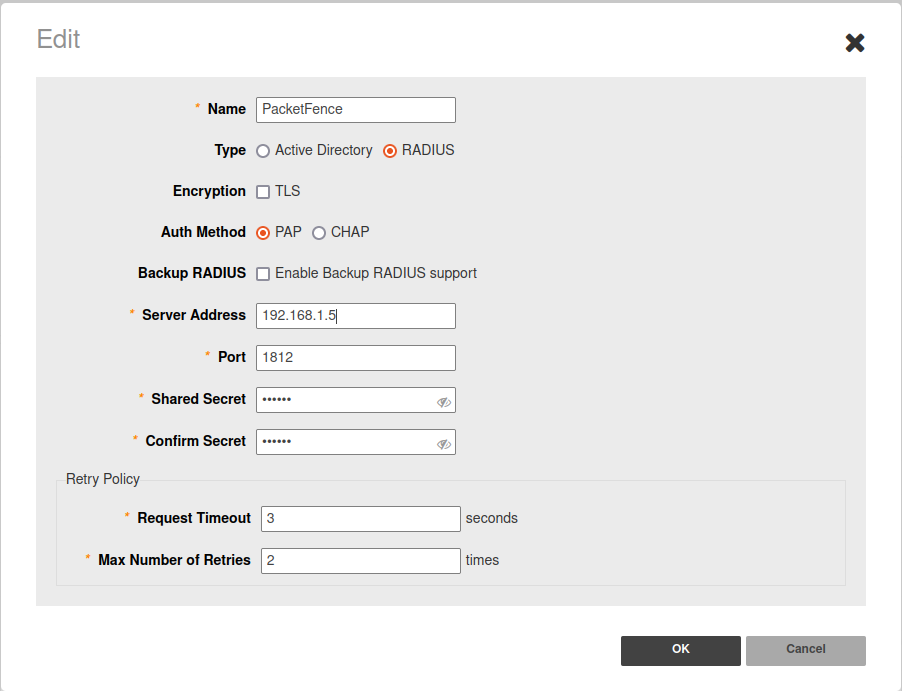 Edit
* Name PacketFence
Type Active Directory RADIUS
Encryption TLS
Auth Method PAP CHAP
Backup RADIUS Enable Backup RADIUS support
* Server Address 192.168.1.5
* Port 1812
* Shared Secret ••••••
* Confirm Secret ••••••
Retry Policy
* Request Timeout 3 seconds
* Max Number of Retries 2 times
OK Cancel